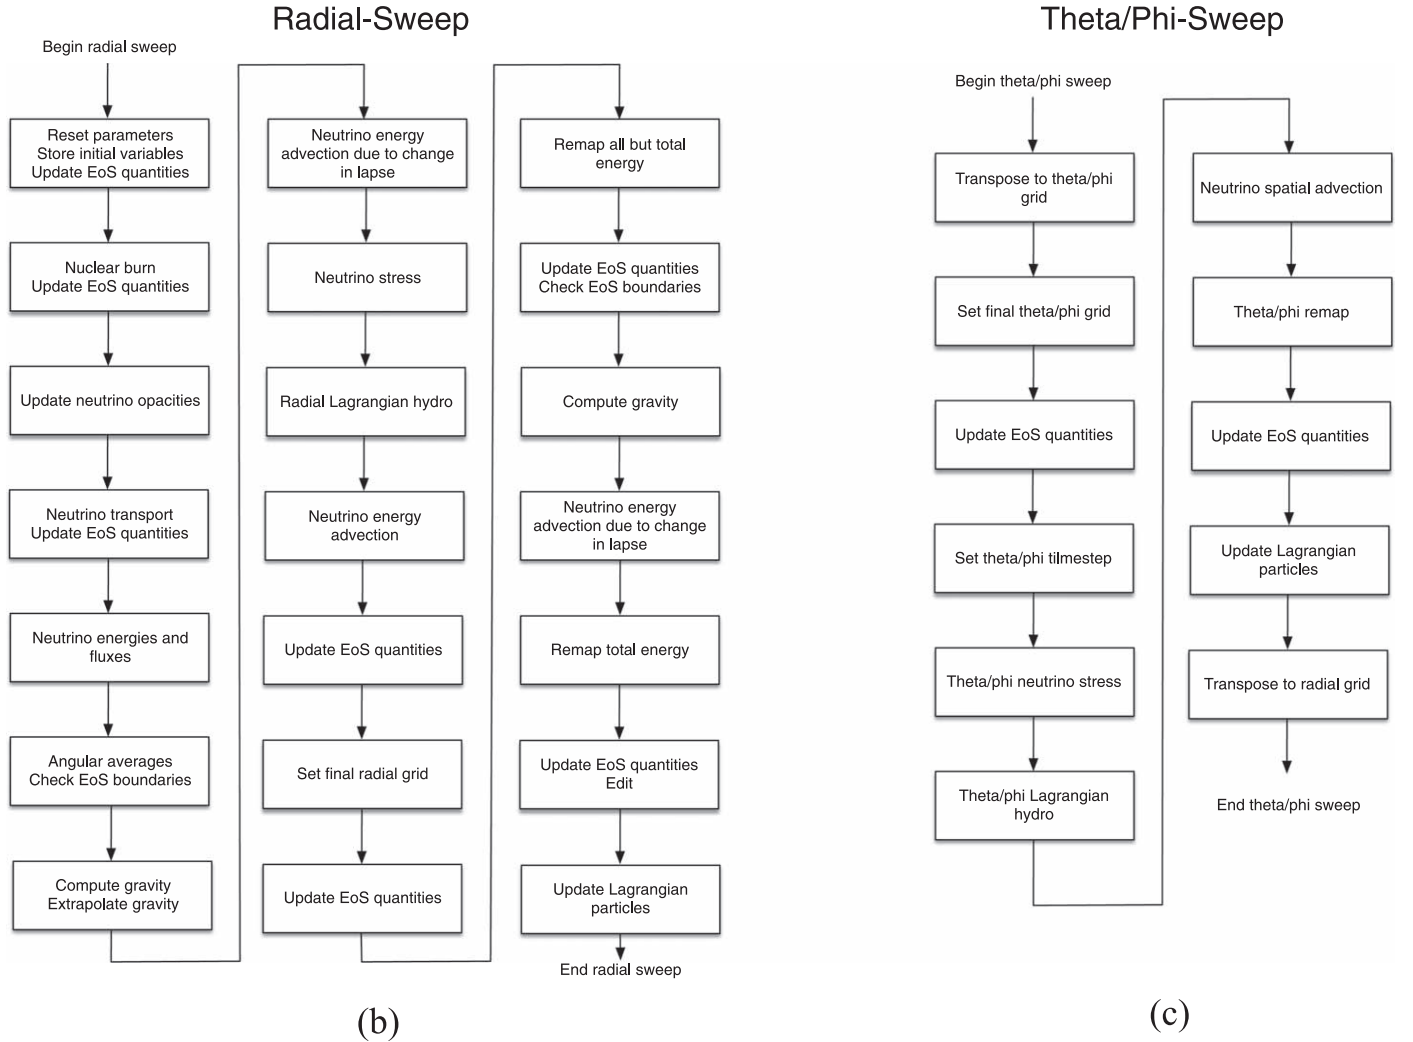 Radial-Sweep
Begin radial sweep
Reset parameters
Store initial variables
Update EoS quantities
Nuclear burn
Update EoS quantities
Update neutrino opacities
Neutrino transport
Update EoS quantities
Neutrino energies and
fluxes
Angular averages
Check EoS boundaries
Compute gravity
Extrapolate gravity
Neutrino energy
advection due to change
in lapse
Neutrino stress
Radial Lagrangian hydro
Neutrino energy
advection
Update EoS quantities
Set final radial grid
Update EoS quantities
Remap all but total
energy
Update EoS quantities
Check EoS boundaries
Compute gravity
Neutrino energy
advection due to change
in lapse
Remap total energy
Update EoS quantities
Edit
Update Lagrangian
particles
End radial sweep
(b)
Theta/Phi-Sweep
Begin theta/phi sweep
Transpose to theta/phi
grid
Set final theta/phi grid
Update EoS quantities
Set theta/phi tilmestep
Theta/phi neutrino stress
Theta/phi Lagrangian
hydro
Neutrino spatial advection
Theta/phi remap
Update EoS quantities
Update Lagrangian
particles
Transpose to radial grid
End theta/phi sweep
(c)